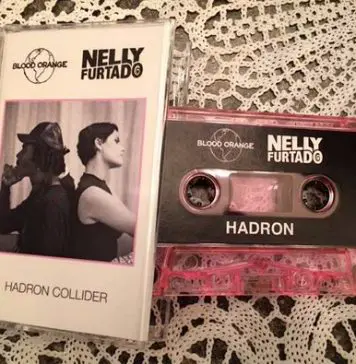 BLOOD ORANGE
NELLY
FURTADO
HADRON COLLIDER
BLOOD ORANGE
NELLY
FURTADO
HADRON